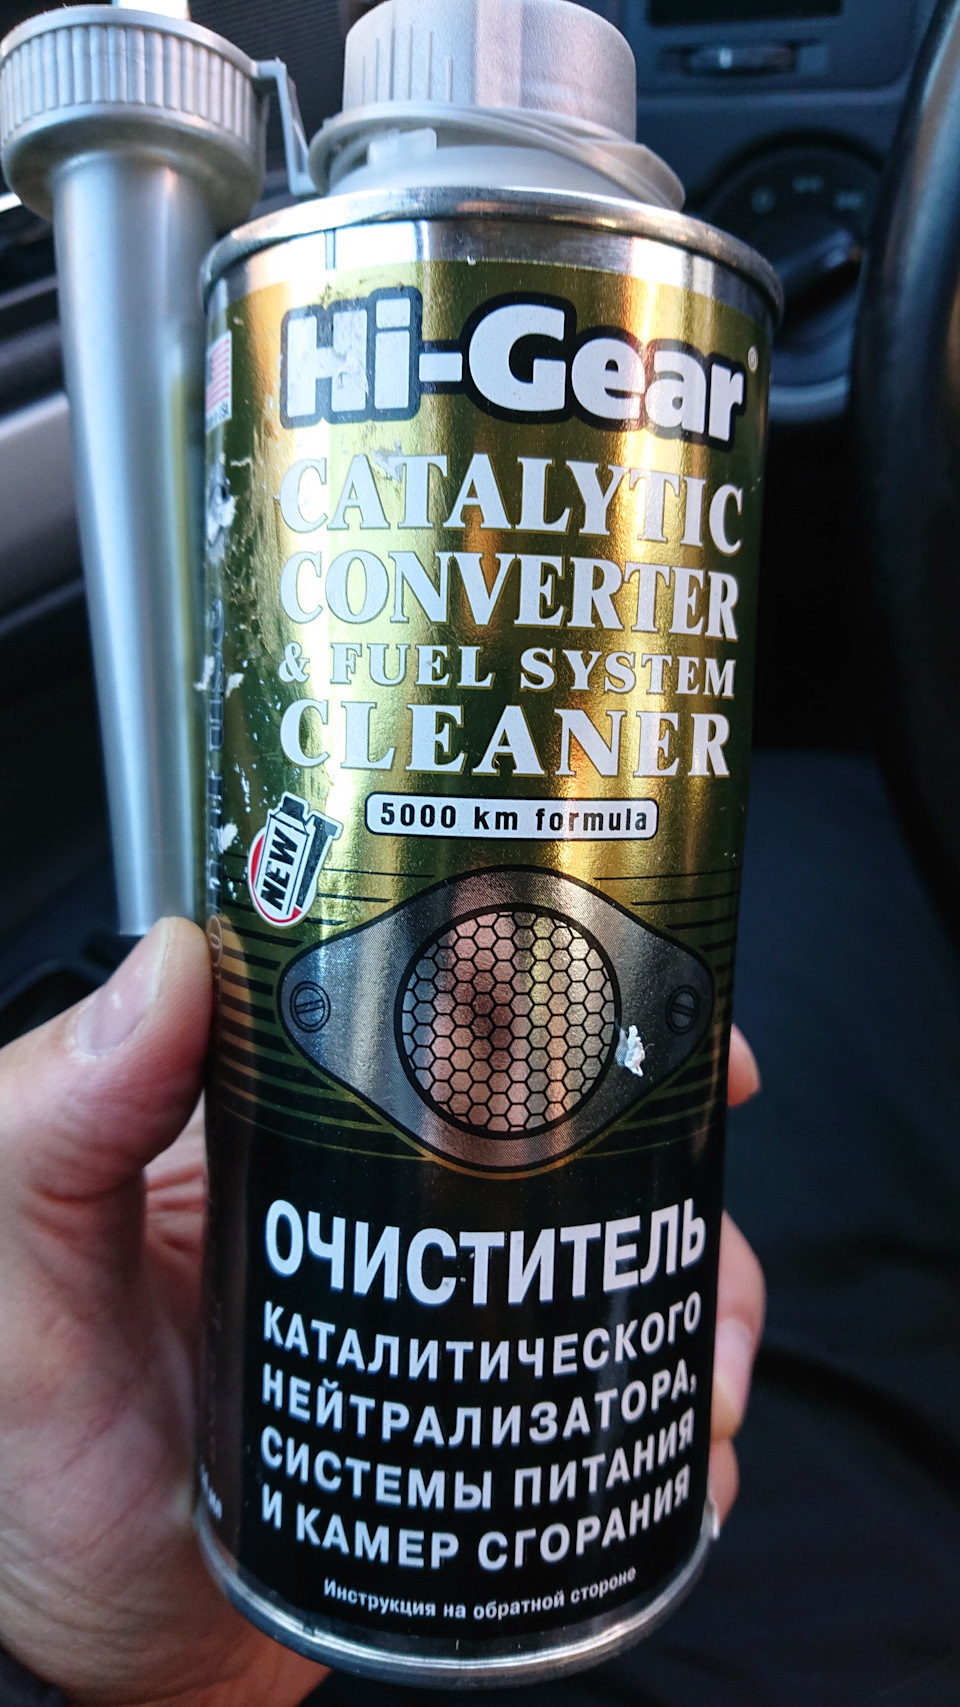 Hi-Gear®
CATALYTIC
CONVERTER
& FUEL SYSTEM
CLEANER
5000 km formula
NEW
ОЧИСТИТЕЛЬ
КАТАЛИТИЧЕСКОГО
НЕЙТРАЛИЗАТОРА,
СИСТЕМЫ ПИТАНИЯ
И КАМЕР СГОРАНИЯ
Инструкция на обратной стороне